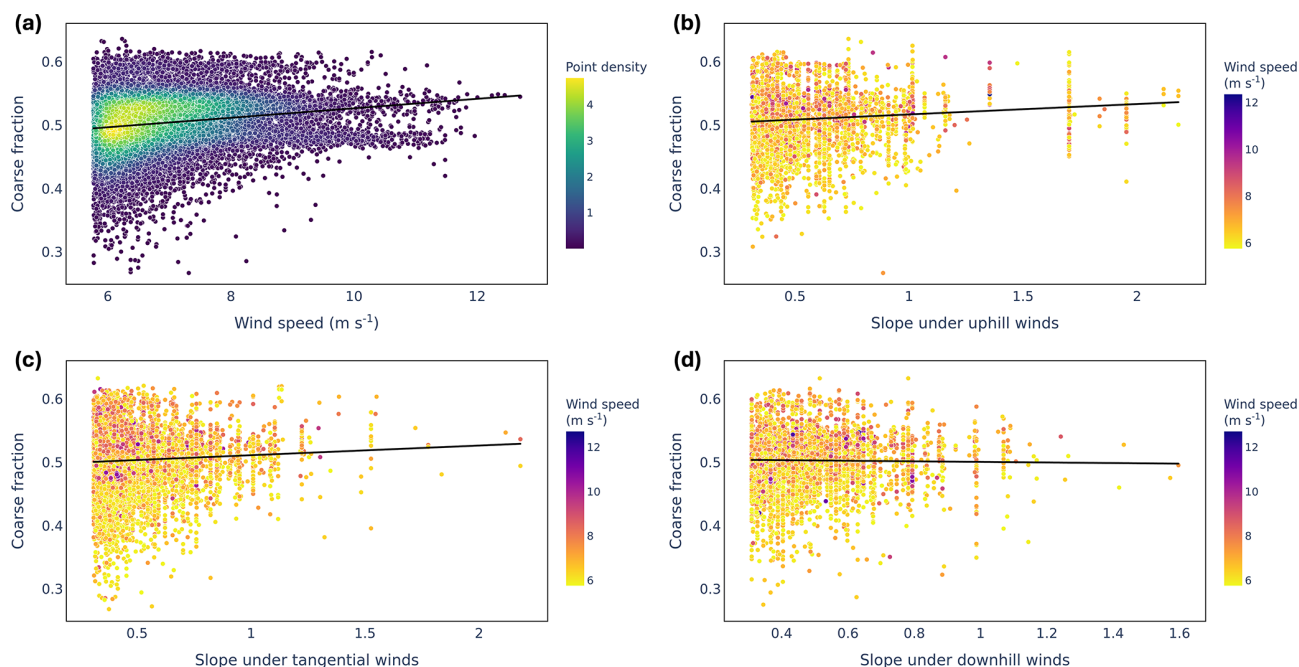 (a)
0.6
0.5
0.4
0.3
Coarse fraction
6 8 10 12
Wind speed (m s-1)
Point density
4
3
2
1
(b)
0.6
0.5
0.4
0.3
Coarse fraction
0.5 1 1.5 2
Slope under uphill winds
Wind speed
(m s-1)
12
10
8
6
(c)
0.6
0.5
0.4
0.3
Coarse fraction
0.5 1 1.5 2
Slope under tangential winds
Wind speed
(m s-1)
12
10
8
6
(d)
0.6
0.5
0.4
0.3
Coarse fraction
0.4 0.6 0.8 1 1.2 1.4 1.6
Slope under downhill winds
Wind speed
(m s-1)
12
10
8
6